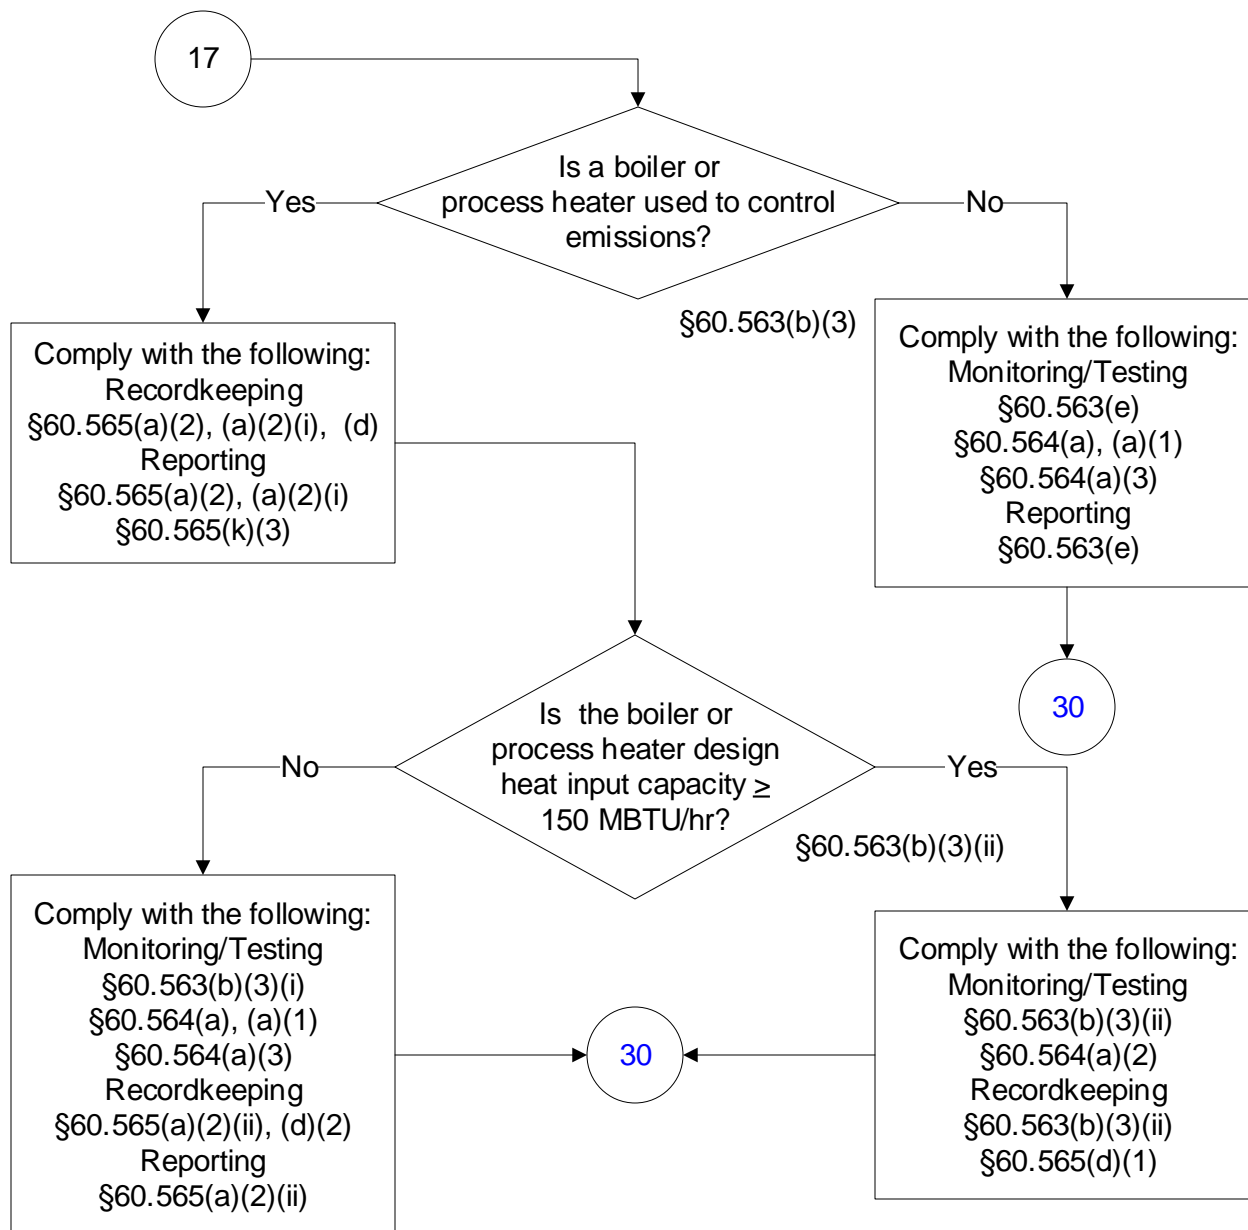 17
Is a boiler or
process heater used to control
emissions?
Yes
No
§60.563(b)(3)
Comply with the following:
Recordkeeping
§60.565(a)(2), (a)(2)(i), (d)
Reporting
§60.565(a)(2), (a)(2)(i)
§60.565(k)(3)
Comply with the following:
Monitoring/Testing
§60.563(e)
§60.564(a), (a)(1)
§60.564(a)(3)
Reporting
§60.563(e)
30
Is the boiler or
process heater design
heat input capacity ≥
150 MBTU/hr?
No
Yes
§60.563(b)(3)(ii)
Comply with the following:
Monitoring/Testing
§60.563(b)(3)(i)
§60.564(a), (a)(1)
§60.564(a)(3)
Recordkeeping
§60.565(a)(2)(ii), (d)(2)
Reporting
§60.565(a)(2)(ii)
30
Comply with the following:
Monitoring/Testing
§60.563(b)(3)(ii)
§60.564(a)(2)
Recordkeeping
§60.563(b)(3)(ii)
§60.565(d)(1)